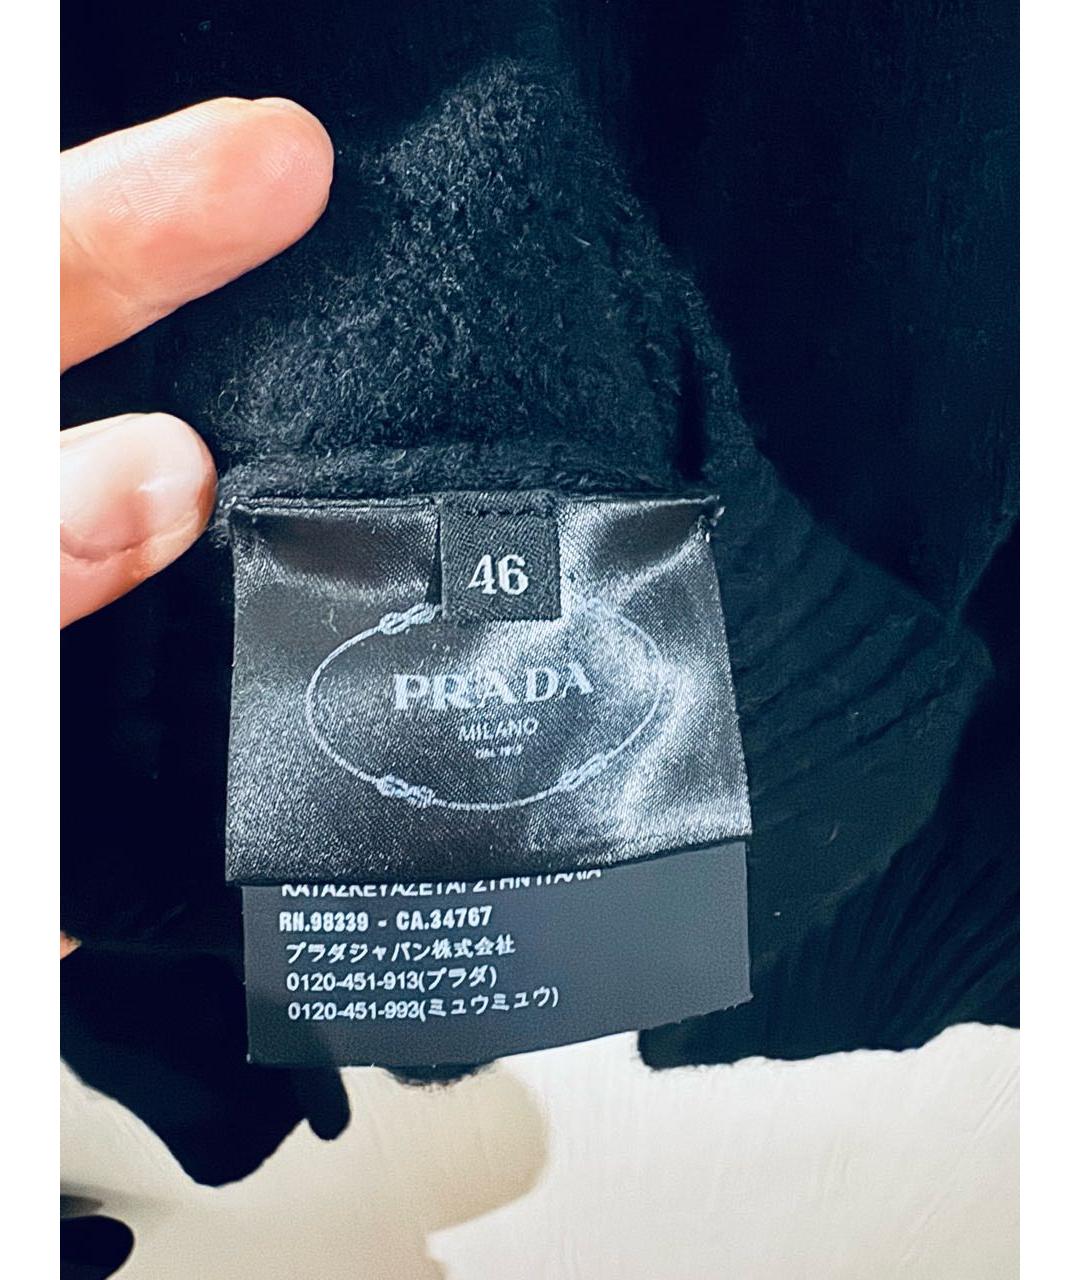 46
PRADA
MILANO
RN.98339 - CA.34767
プラダジャパン株式会社
0120-451-913(プラダ)
0120-451-993(ミュウミュウ)